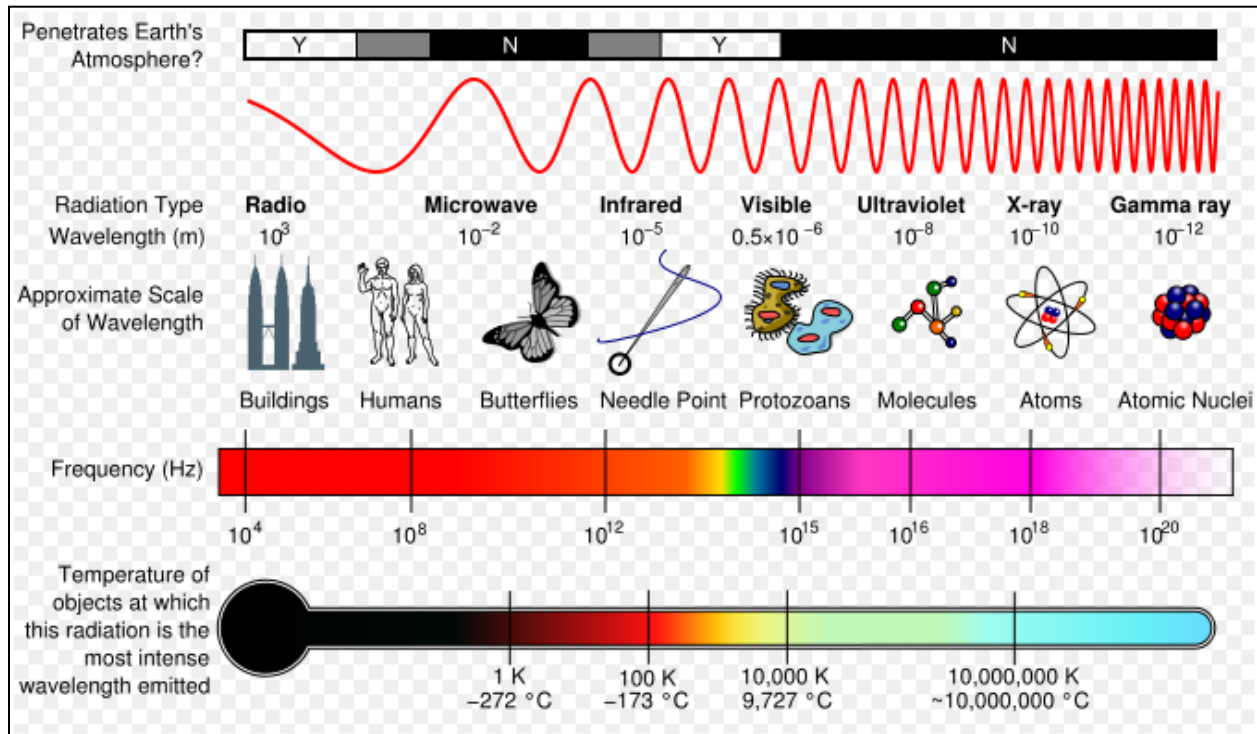 Penetrates Earth's
Atmosphere?
Y N Y N
Radiation Type
Radio Microwave Infrared Visible Ultraviolet X-ray Gamma ray
Wavelength (m)
10³ 10⁻² 10⁻⁵ 0.5×10⁻⁶ 10⁻⁸ 10⁻¹⁰ 10⁻¹²
Approximate Scale
of Wavelength
Buildings Humans Butterflies Needle Point Protozoans Molecules Atoms Atomic Nuclei
Frequency (Hz)
10⁴ 10⁸ 10¹² 10¹⁵ 10¹⁶ 10¹⁸ 10²⁰
Temperature of
objects at which
this radiation is the
most intense
wavelength emitted
1 K 100 K 10,000 K 10,000,000 K
−272 °C −173 °C 9,727 °C ~10,000,000 °C